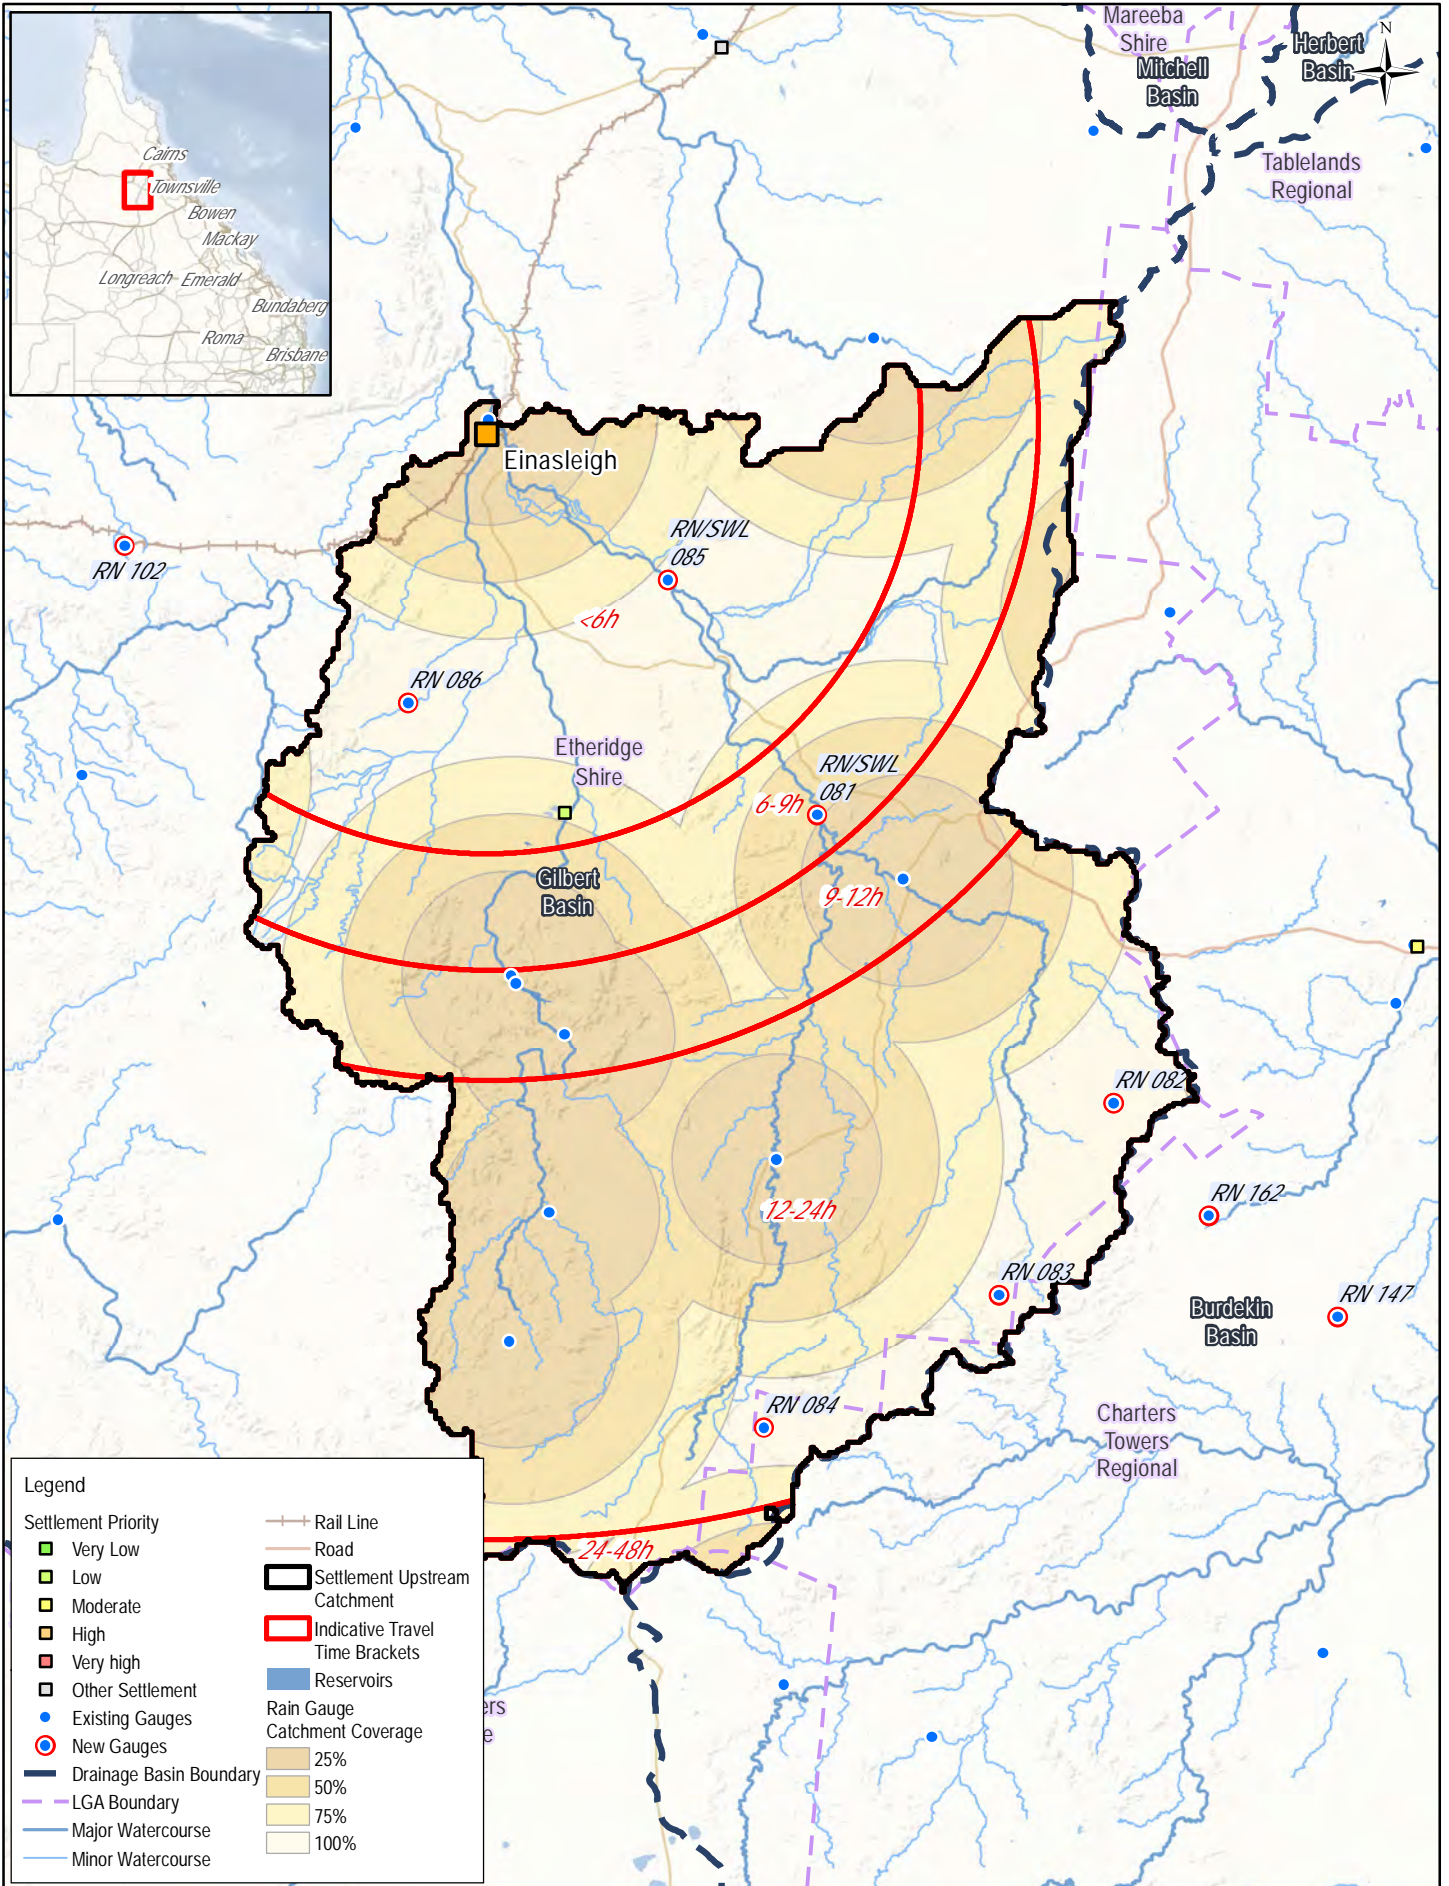 Mareeba
Shire
Mitchell
Basin
Herbert
Basin
N
Tablelands
Regional
Cairns
Townsville
Bowen
Mackay
Longreach
Emerald
Bundaberg
Roma
Brisbane
Einasleigh
RN/SWL
085
RN 102
<6h
RN 086
Etheridge
Shire
RN/SWL
081
6-9h
Gilbert
Basin
9-12h
RN 082
RN 162
12-24h
RN 083
RN 147
Burdekin
Basin
RN 084
Charters
Towers
Regional
24-48h
ers
e
Legend
Settlement Priority
Very Low
Low
Moderate
High
Very high
Other Settlement
Existing Gauges
New Gauges
Drainage Basin Boundary
LGA Boundary
Major Watercourse
Minor Watercourse
Rail Line
Road
Settlement Upstream
Catchment
Indicative Travel
Time Brackets
Reservoirs
Rain Gauge
Catchment Coverage
25%
50%
75%
100%